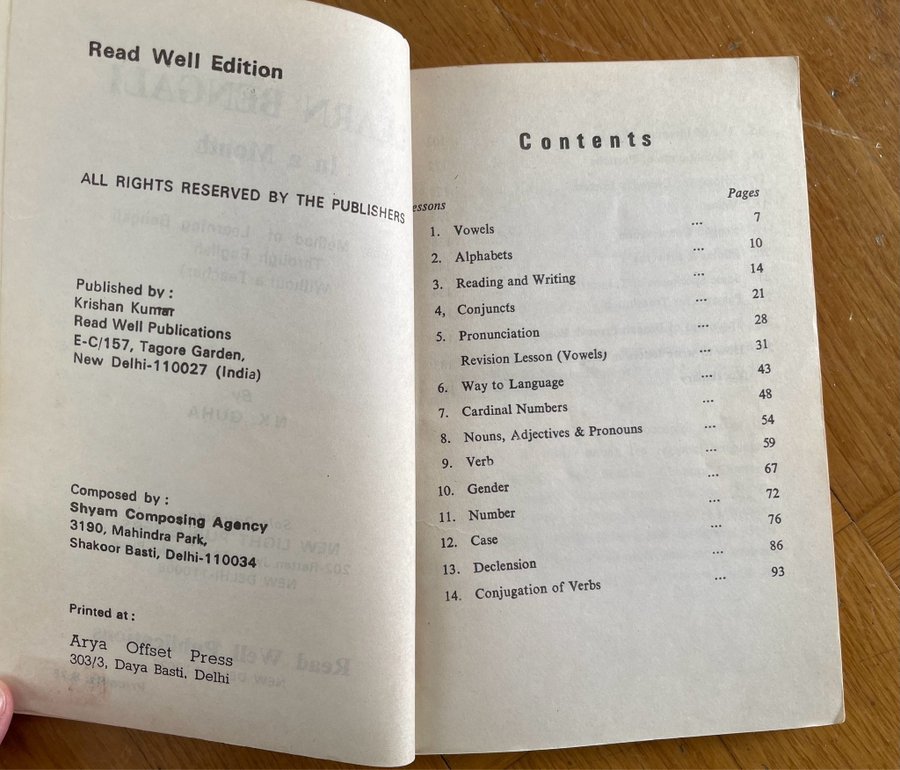 Read Well Edition
ALL RIGHTS RESERVED BY THE PUBLISHERS
Published by :
Krishan Kumar
Read Well Publications
E-C/157, Tagore Garden,
New Delhi-110027 (India)
Composed by :
Shyam Composing Agency
3190, Mahindra Park,
Shakoor Basti, Delhi-110034
Printed at :
Arya Offset Press
303/3, Daya Basti, Delhi
Contents
essons Pages
1. Vowels ... 7
2. Alphabets ... 10
3. Reading and Writing ... 14
4, Conjuncts ... 21
5. Pronunciation ... 28
Revision Lesson (Vowels) ... 31
6. Way to Language ... 43
7. Cardinal Numbers ... 48
8. Nouns, Adjectives & Pronouns ... 54
9. Verb ... 59
10. Gender ... 67
11. Number ... 72
12. Case ... 76
13. Declension ... 86
14. Conjugation of Verbs ... 93